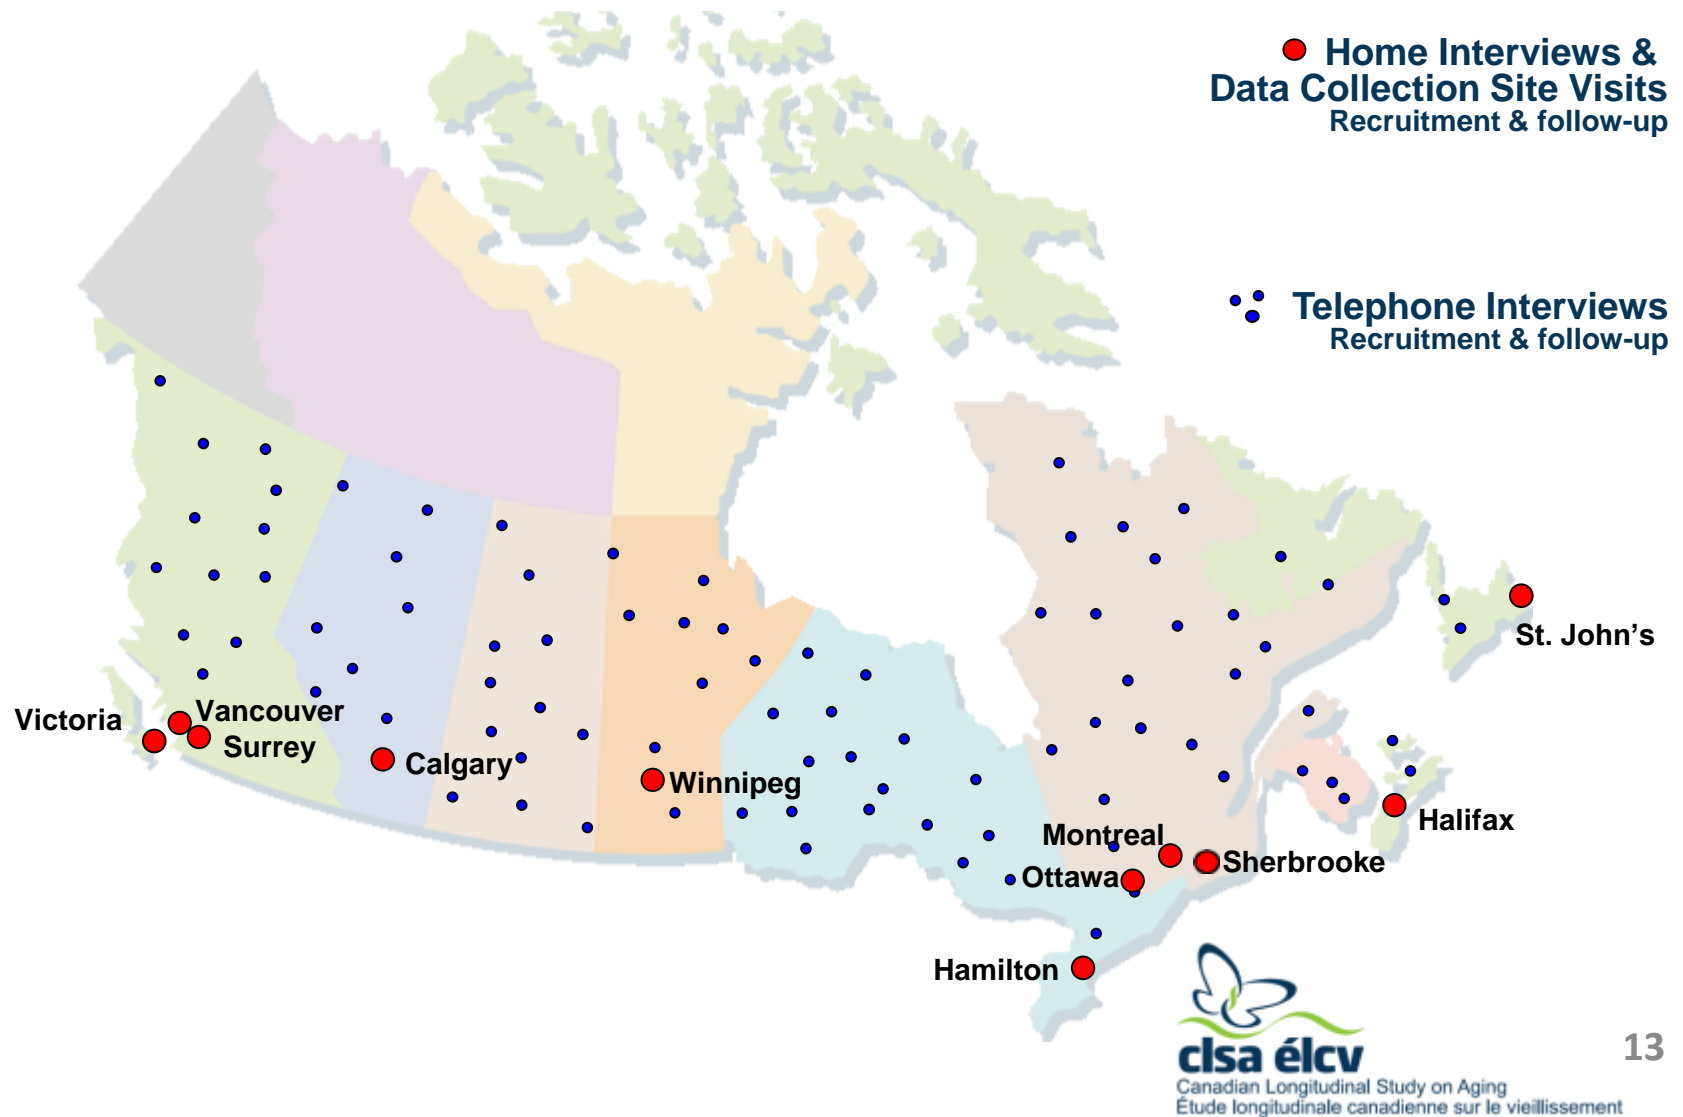 Home Interviews &
Data Collection Site Visits
Recruitment & follow-up
Telephone Interviews
Recruitment & follow-up
St. John’s
Victoria
Vancouver
Surrey
Calgary
Winnipeg
Halifax
Montreal
Sherbrooke
Ottawa
Hamilton
clsa élcv
Canadian Longitudinal Study on Aging
Étude longitudinale canadienne sur le vieillissement
13